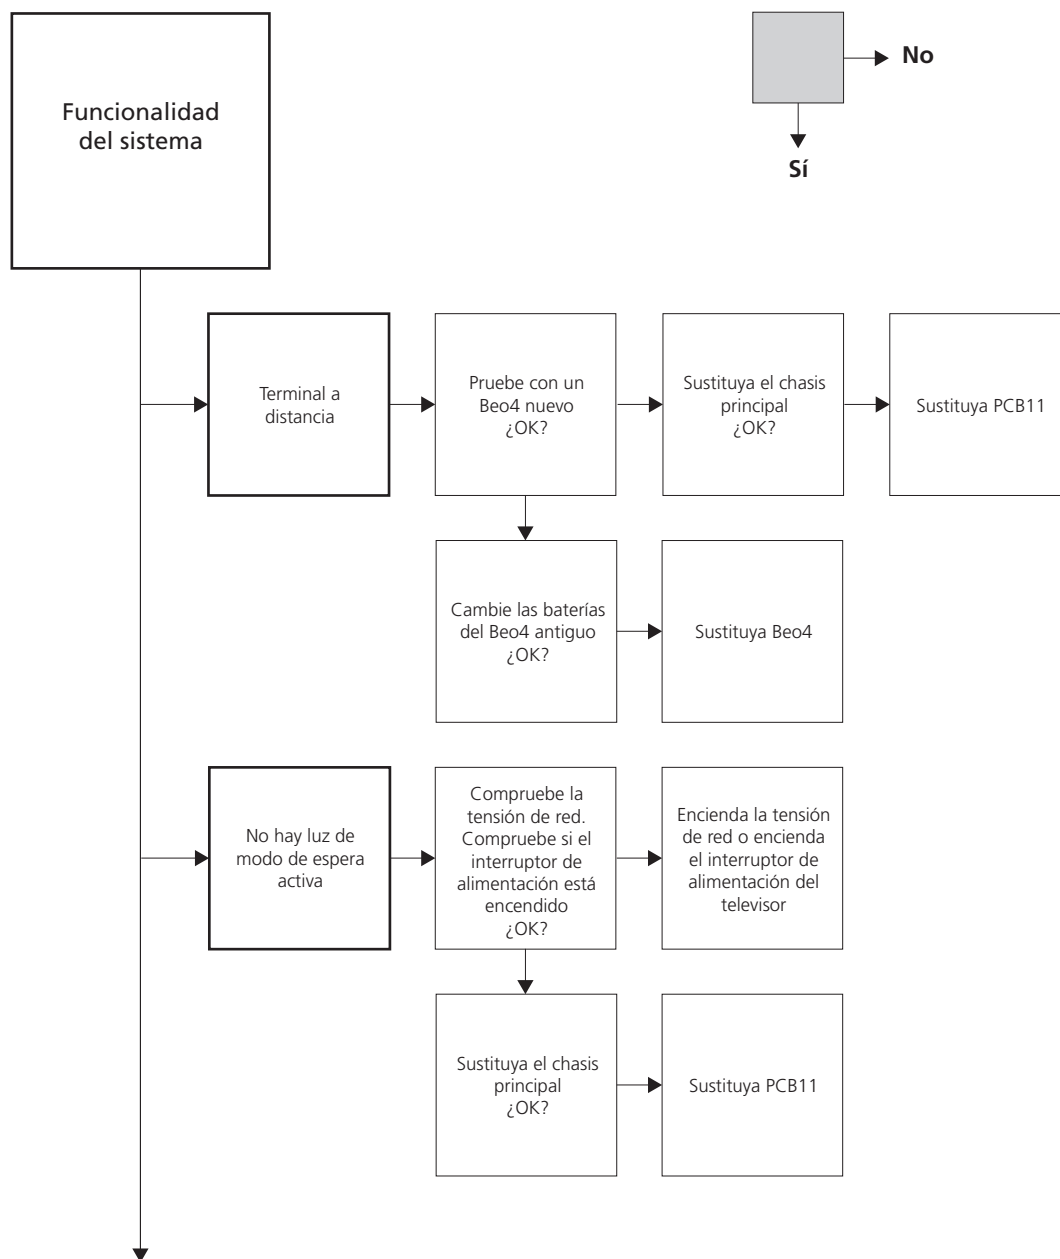 Funcionalidad
del sistema
No
Sí
Terminal a
distancia
Pruebe con un
Beo4 nuevo
¿OK?
Sustituya el chasis
principal
¿OK?
Sustituya PCB11
Cambie las baterías
del Beo4 antiguo
¿OK?
Sustituya Beo4
No hay luz de
modo de espera
activa
Compruebe la
tensión de red.
Compruebe si el
interruptor de
alimentación está
encendido
¿OK?
Encienda la tensión
de red o encienda
el interruptor de
alimentación del
televisor
Sustituya el chasis
principal
¿OK?
Sustituya PCB11